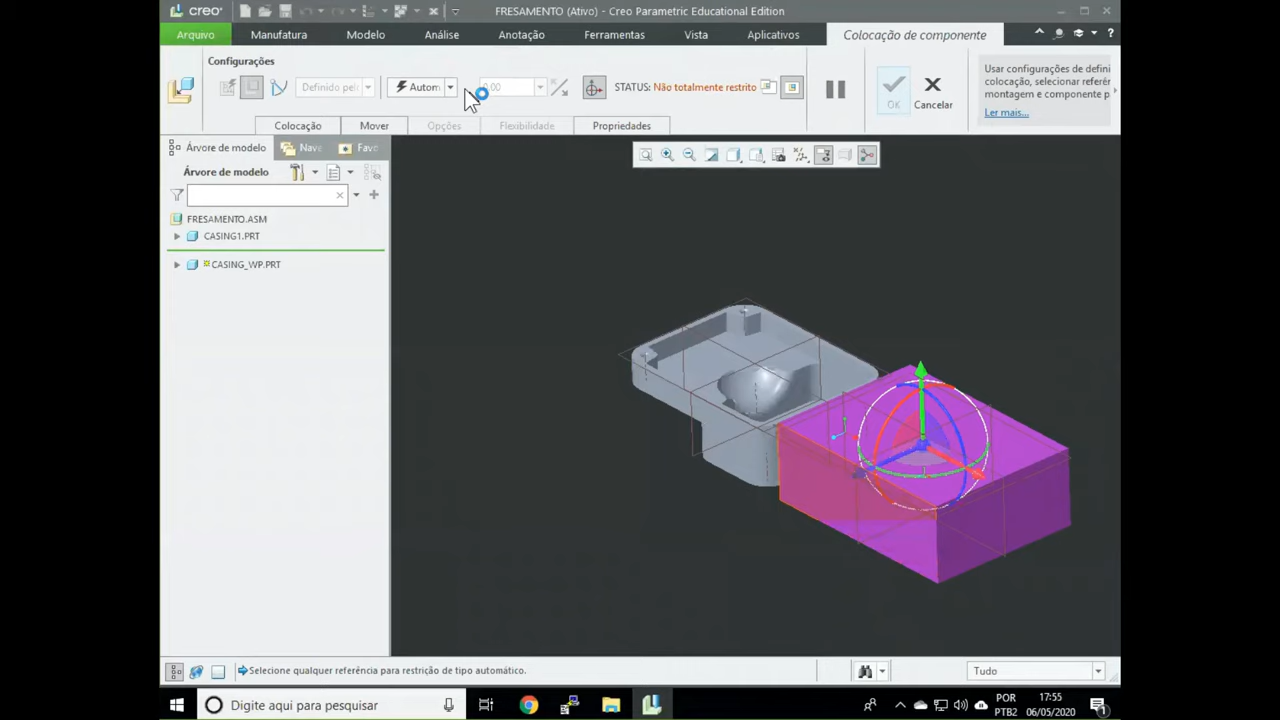 creo
FRESAMENTO (Ativo) - Creo Parametric Educational Edition
Arquivo
Manufatura
Modelo
Análise
Anotação
Ferramentas
Vista
Aplicativos
Colocação de componente
Configurações
Autom
STATUS: Não totalmente restrito
OK
Cancelar
Usar configurações de defini
colocação, selecionar referê
montagem e componente p
Ler mais...
Colocação
Mover
Opções
Flexibilidade
Propriedades
Árvore de modelo
Nave
Favo
Árvore de modelo
FRESAMENTO.ASM
CASING1.PRT
CASING_WP.PRT
Selecione qualquer referência para restrição de tipo automático.
Tudo
Digite aqui para pesquisar
POR
PTB2
17:55
06/05/2020
1